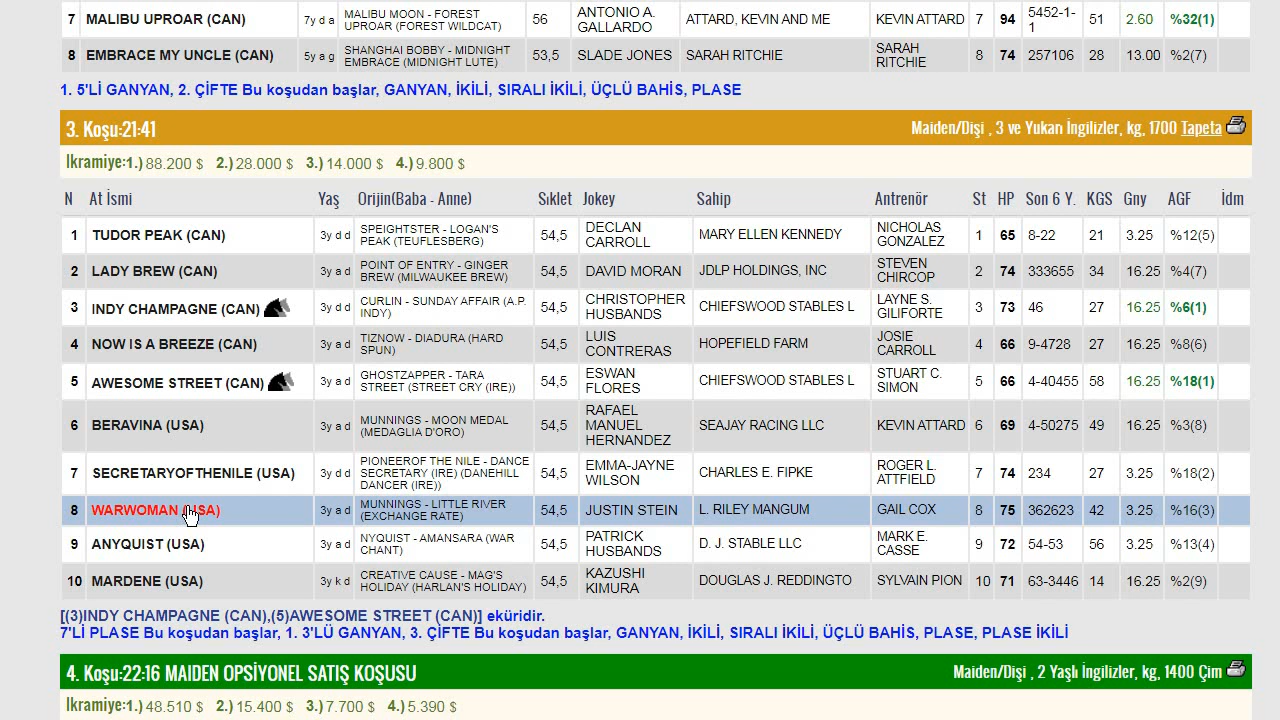 7 MALIBU UPROAR (CAN) 7y d a MALIBU MOON - FOREST UPROAR (FOREST WILDCAT) 56 ANTONIO A. GALLARDO ATTARD, KEVIN AND ME KEVIN ATTARD 7 94 5452-1-1 51 2.60 %32(1)
8 EMBRACE MY UNCLE (CAN) 5y a g SHANGHAI BOBBY - MIDNIGHT EMBRACE (MIDNIGHT LUTE) 53,5 SLADE JONES SARAH RITCHIE SARAH RITCHIE 8 74 257106 28 13.00 %2(7)
1. 5'Lİ GANYAN, 2. ÇİFTE Bu koşudan başlar, GANYAN, İKİLİ, SIRALI İKİLİ, ÜÇLÜ BAHİS, PLASE
3. Koşu:21:41 Maiden/Dişi , 3 ve Yukarı İngilizler, kg, 1700 Tapeta
Ikramiye:1.) 88.200 $ 2.) 28.000 $ 3.) 14.000 $ 4.) 9.800 $
N At İsmi Yaş Orijin(Baba - Anne) Sıklet Jokey Sahip Antrenör St HP Son 6 Y. KGS Gny AGF İdm
1 TUDOR PEAK (CAN) 3y d d SPEIGHTSTER - LOGAN'S PEAK (TEUFLESBERG) 54,5 DECLAN CARROLL MARY ELLEN KENNEDY NICHOLAS GONZALEZ 1 65 8-22 21 3.25 %12(5)
2 LADY BREW (CAN) 3y a d POINT OF ENTRY - GINGER BREW (MILWAUKEE BREW) 54,5 DAVID MORAN JDLP HOLDINGS, INC STEVEN CHIRCOP 2 74 333655 34 16.25 %4(7)
3 INDY CHAMPAGNE (CAN) 3y d d CURLIN - SUNDAY AFFAIR (A.P. INDY) 54,5 CHRISTOPHER HUSBANDS CHIEFSWOOD STABLES L LAYNE S. GILIFORTE 3 73 46 27 16.25 %6(1)
4 NOW IS A BREEZE (CAN) 3y a d TIZNOW - DIADURA (HARD SPUN) 54,5 LUIS CONTRERAS HOPEFIELD FARM JOSIE CARROLL 4 66 9-4728 27 16.25 %8(6)
5 AWESOME STREET (CAN) 3y a d GHOSTZAPPER - TARA STREET (STREET CRY (IRE)) 54,5 ESWAN FLORES CHIEFSWOOD STABLES L STUART C. SIMON 5 66 4-40455 58 16.25 %18(1)
6 BERAVINA (USA) 3y a d MUNNINGS - MOON MEDAL (MEDAGLIA D'ORO) 54,5 RAFAEL MANUEL HERNANDEZ SEAJAY RACING LLC KEVIN ATTARD 6 69 4-50275 49 16.25 %3(8)
7 SECRETARYOFTHENILE (USA) 3y d d PIONEEROF THE NILE - DANCE SECRETARY (IRE) (DANEHILL DANCER (IRE)) 54,5 EMMA-JAYNE WILSON CHARLES E. FIPKE ROGER L. ATTFIELD 7 74 234 27 3.25 %18(2)
8 WARWOMAN (USA) 3y a d MUNNINGS - LITTLE RIVER (EXCHANGE RATE) 54,5 JUSTIN STEIN L. RILEY MANGUM GAIL COX 8 75 362623 42 3.25 %16(3)
9 ANYQUIST (USA) 3y a d NYQUIST - AMANSARA (WAR CHANT) 54,5 PATRICK HUSBANDS D. J. STABLE LLC MARK E. CASSE 9 72 54-53 56 3.25 %13(4)
10 MARDENE (USA) 3y k d CREATIVE CAUSE - MAG'S HOLIDAY (HARLAN'S HOLIDAY) 54,5 KAZUSHI KIMURA DOUGLAS J. REDDINGTO SYLVAIN PION 10 71 63-3446 14 16.25 %2(9)
[(3)INDY CHAMPAGNE (CAN),(5)AWESOME STREET (CAN)] eküridir.
7'Lİ PLASE Bu koşudan başlar, 1. 3'LÜ GANYAN, 3. ÇİFTE Bu koşudan başlar, GANYAN, İKİLİ, SIRALI İKİLİ, ÜÇLÜ BAHİS, PLASE, PLASE İKİLİ
4. Koşu:22:16 MAIDEN OPSİYONEL SATIŞ KOŞUSU Maiden/Dişi , 2 Yaşlı İngilizler, kg, 1400 Çim
Ikramiye:1.) 48.510 $ 2.) 15.400 $ 3.) 7.700 $ 4.) 5.390 $